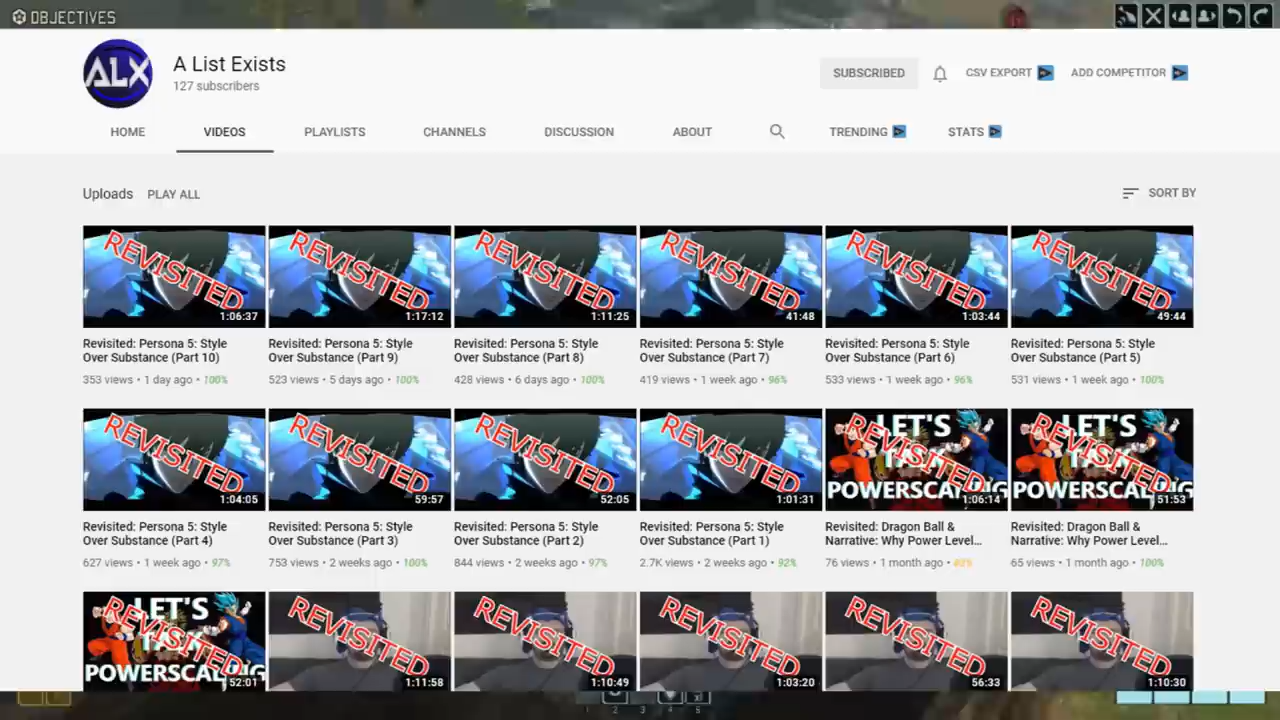 OBJECTIVES
ALX
A List Exists
127 subscribers
SUBSCRIBED
CSV EXPORT
ADD COMPETITOR
HOME
VIDEOS
PLAYLISTS
CHANNELS
DISCUSSION
ABOUT
TRENDING
STATS
Uploads
PLAY ALL
SORT BY
REVISITED
1:06:37
REVISITED
1:17:12
REVISITED
1:11:25
REVISITED
41:48
REVISITED
1:03:44
REVISITED
49:44
Revisited: Persona 5: Style
Over Substance (Part 10)
353 views • 1 day ago • 100%
Revisited: Persona 5: Style
Over Substance (Part 9)
523 views • 5 days ago • 100%
Revisited: Persona 5: Style
Over Substance (Part 8)
428 views • 6 days ago • 100%
Revisited: Persona 5: Style
Over Substance (Part 7)
419 views • 1 week ago • 96%
Revisited: Persona 5: Style
Over Substance (Part 6)
533 views • 1 week ago • 96%
Revisited: Persona 5: Style
Over Substance (Part 5)
531 views • 1 week ago • 100%
REVISITED
1:04:05
REVISITED
59:57
REVISITED
52:05
REVISITED
1:01:31
LET'S
TALK
POWERSCALING
REVISITED
1:06:14
LET'S
TALK
POWERSCALING
REVISITED
51:53
Revisited: Persona 5: Style
Over Substance (Part 4)
627 views • 1 week ago • 97%
Revisited: Persona 5: Style
Over Substance (Part 3)
753 views • 2 weeks ago • 100%
Revisited: Persona 5: Style
Over Substance (Part 2)
844 views • 2 weeks ago • 97%
Revisited: Persona 5: Style
Over Substance (Part 1)
2.7K views • 2 weeks ago • 92%
Revisited: Dragon Ball &
Narrative: Why Power Level...
76 views • 1 month ago •
Revisited: Dragon Ball &
Narrative: Why Power Level...
65 views • 1 month ago • 100%
LET'S
TALK
POWERSCALING
REVISITED
52:01
REVISITED
1:11:58
REVISITED
1:10:49
REVISITED
1:03:20
REVISITED
56:33
REVISITED
1:10:30
2 3 4 5